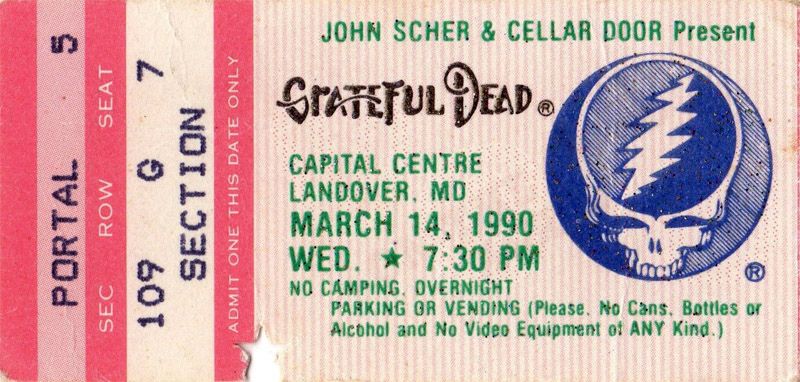 PORTAL 5
SEC ROW SEAT
109 G 7
SECTION
ADMIT ONE THIS DATE ONLY
JOHN SCHER & CELLAR DOOR Present
GRATEFUL DEAD ®
CAPITAL CENTRE
LANDOVER, MD
MARCH 14, 1990
WED. ★ 7:30 PM
NO CAMPING, OVERNIGHT
PARKING OR VENDING (Please, No Cans, Bottles or
Alcohol and No Video Equipment of ANY Kind.)
®